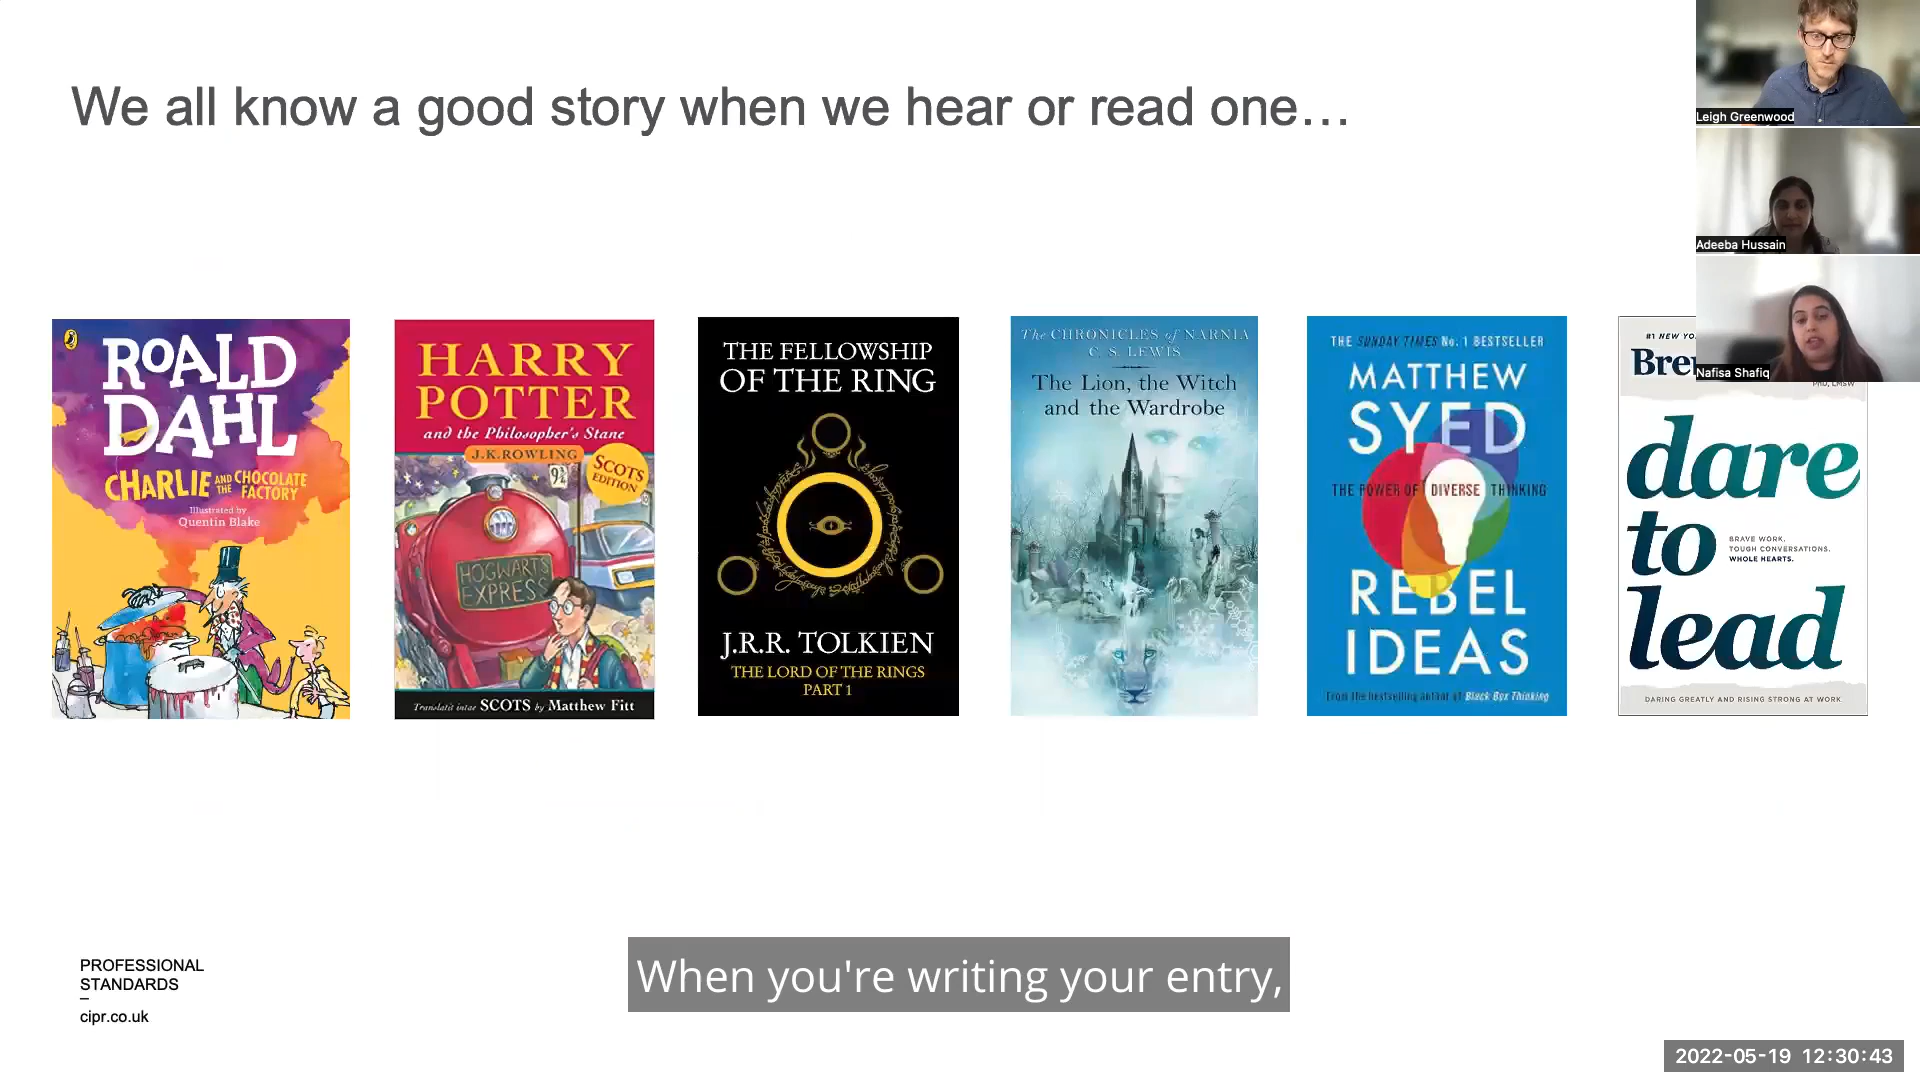 We all know a good story when we hear or read one…
Leigh Greenwood
Adeeba Hussain
Nafisa Shafiq
ROALD
DAHL
CHARLIE AND THE CHOCOLATE
FACTORY
Illustrated by
Quentin Blake
HARRY
POTTER
and the Philosopher's Stane
J.K.ROWLING
SCOTS
EDITION
9¾
HOGWARTS
EXPRESS
Translatit intae SCOTS by Matthew Fitt
THE FELLOWSHIP
OF THE RING
J.R.R. TOLKIEN
THE LORD OF THE RINGS
PART 1
The CHRONICLES of NARNIA
C. S. LEWIS
The Lion, the Witch
and the Wardrobe
THE SUNDAY TIMES No. 1 BESTSELLER
MATTHEW
SYED
THE POWER OF DIVERSE THINKING
REBEL
IDEAS
From the bestselling author of Black Box Thinking
#1 NEW YO
Bre
PhD, LMSW
dare
to
BRAVE WORK.
TOUGH CONVERSATIONS.
WHOLE HEARTS.
lead
DARING GREATLY AND RISING STRONG AT WORK
When you're writing your entry,
PROFESSIONAL
STANDARDS
–
cipr.co.uk
2022-05-19 12:30:43